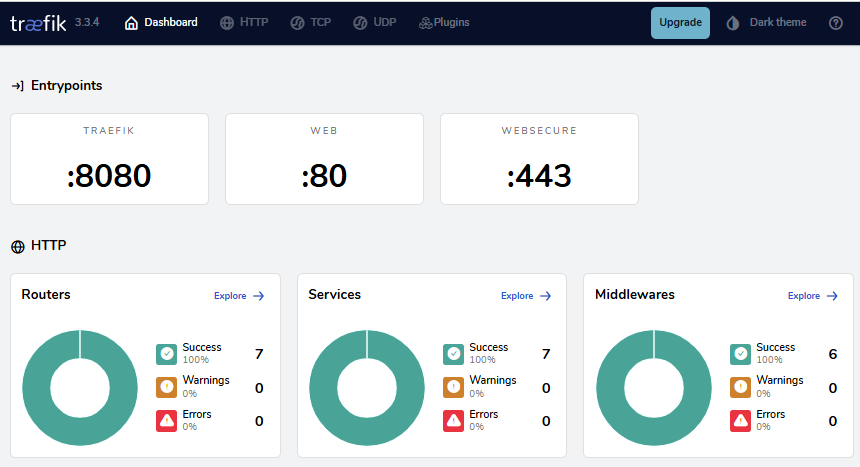 træfik 3.3.4 Dashboard HTTP TCP UDP Plugins Upgrade Dark theme
Entrypoints
TRAEFIK WEB WEBSECURE
:8080 :80 :443
HTTP
Routers Explore Services Explore Middlewares Explore
Success 7 Success 7 Success 6
100% 100% 100%
Warnings 0 Warnings 0 Warnings 0
0% 0% 0%
Errors 0 Errors 0 Errors 0
0% 0% 0%